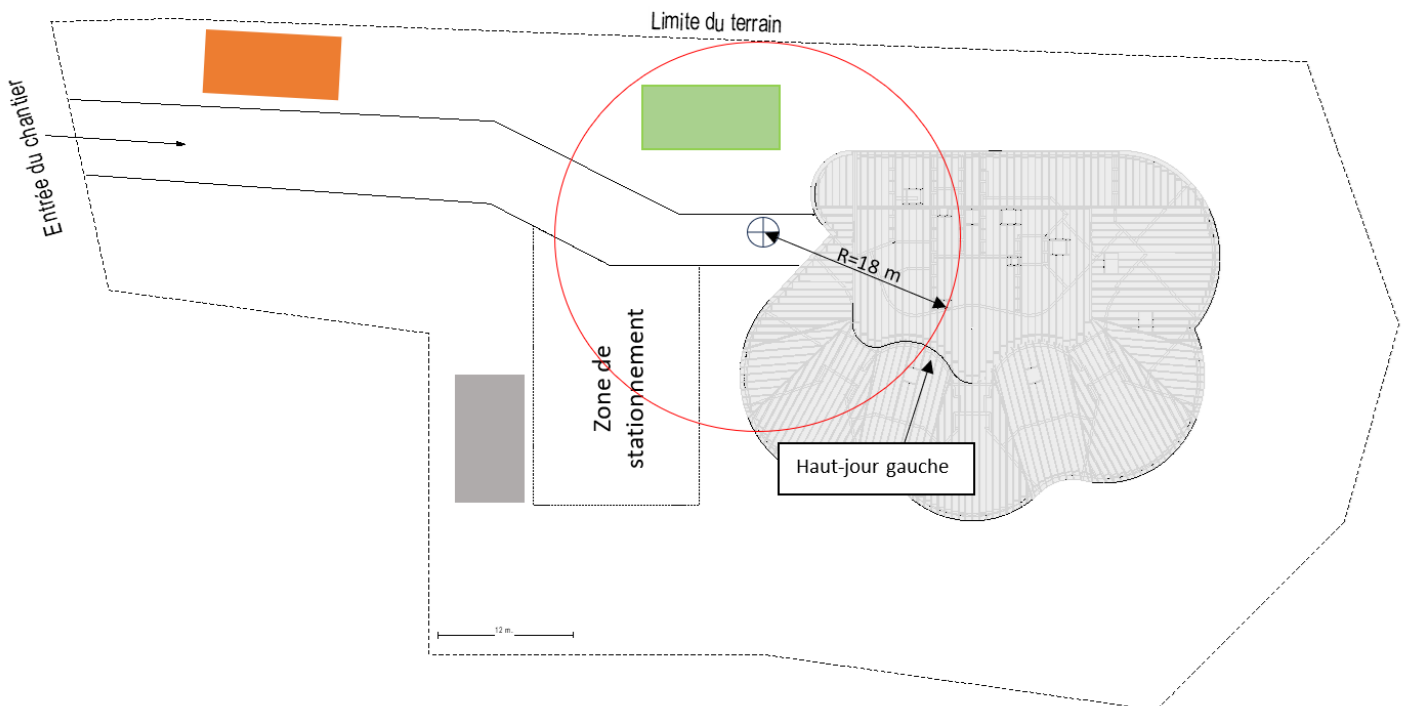 Limite du terrain
Entrée du chantier
R=18 m
Zone de
stationnement
Haut-jour gauche
12 m.